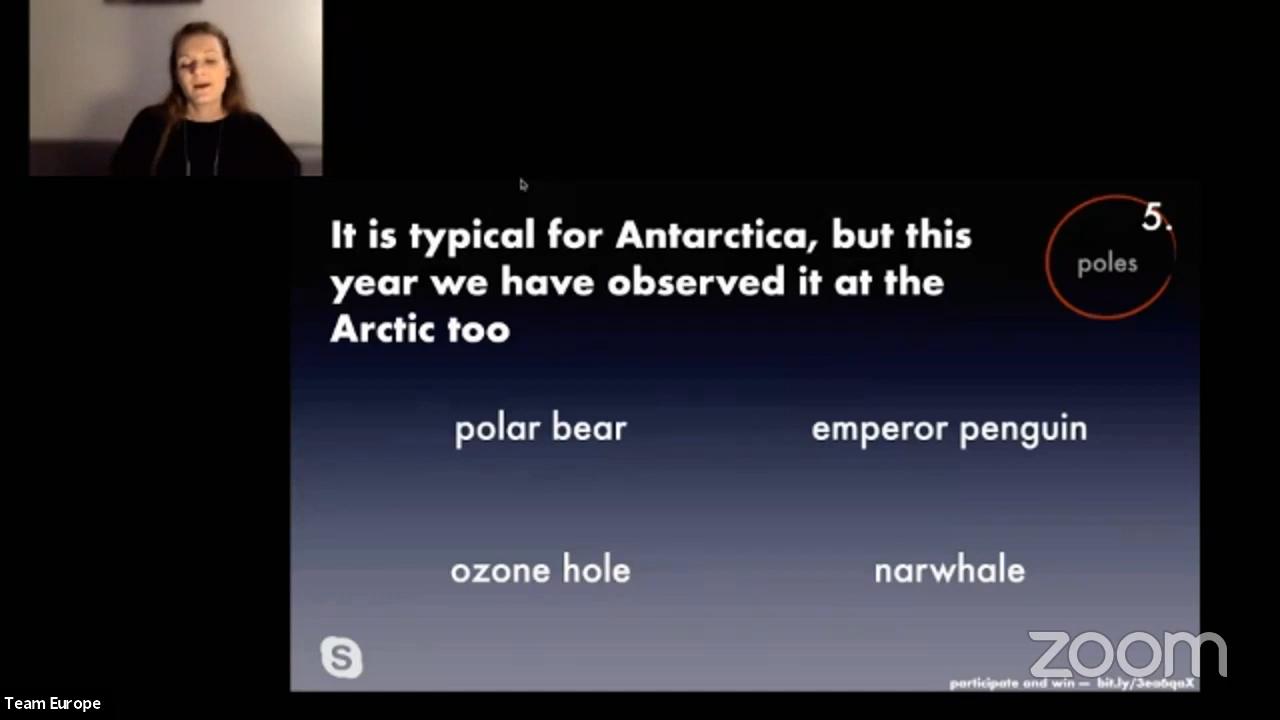 It is typical for Antarctica, but this
year we have observed it at the
Arctic too
5.
poles
polar bear
emperor penguin
ozone hole
narwhale
S
zoom
participate and win — bit.ly/
Team Europe